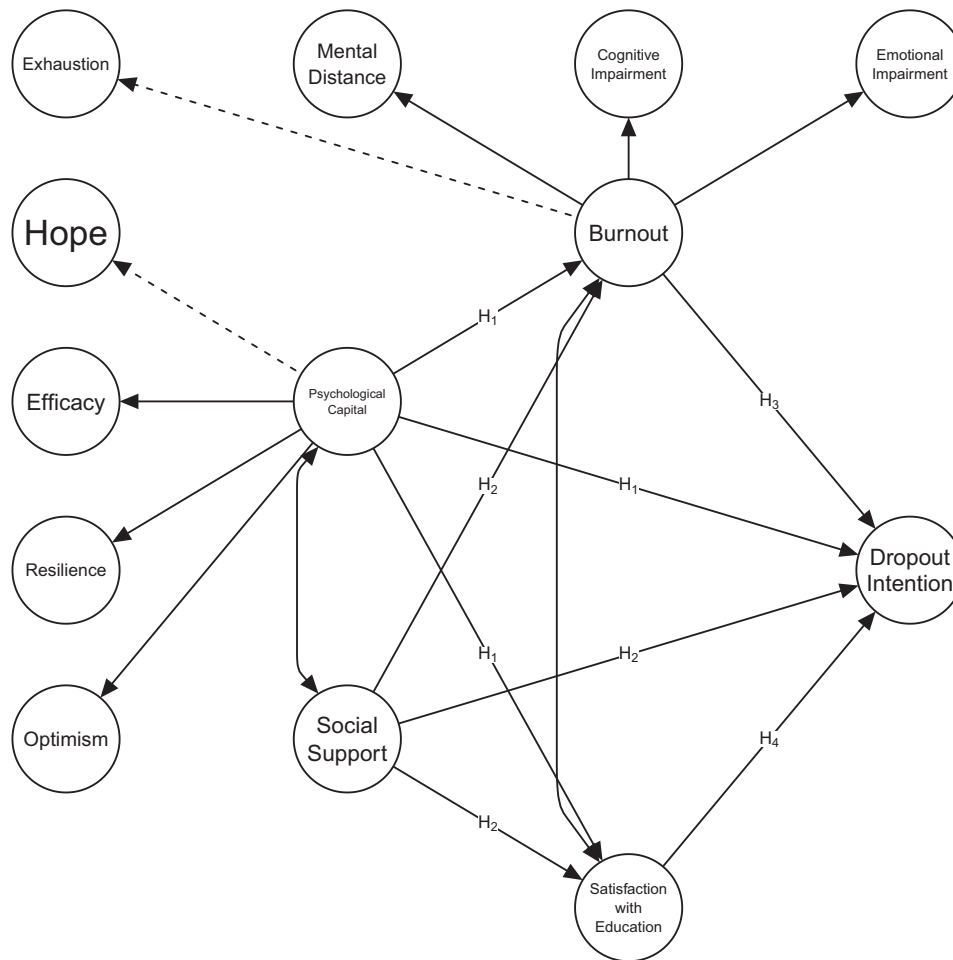 Exhaustion
Mental
Distance
Cognitive
Impairment
Emotional
Impairment
Hope
Burnout
H1
Efficacy
Psychological
Capital
H3
H2
H1
Resilience
Dropout
Intention
H1
H2
Optimism
Social
Support
H4
H2
Satisfaction
with
Education